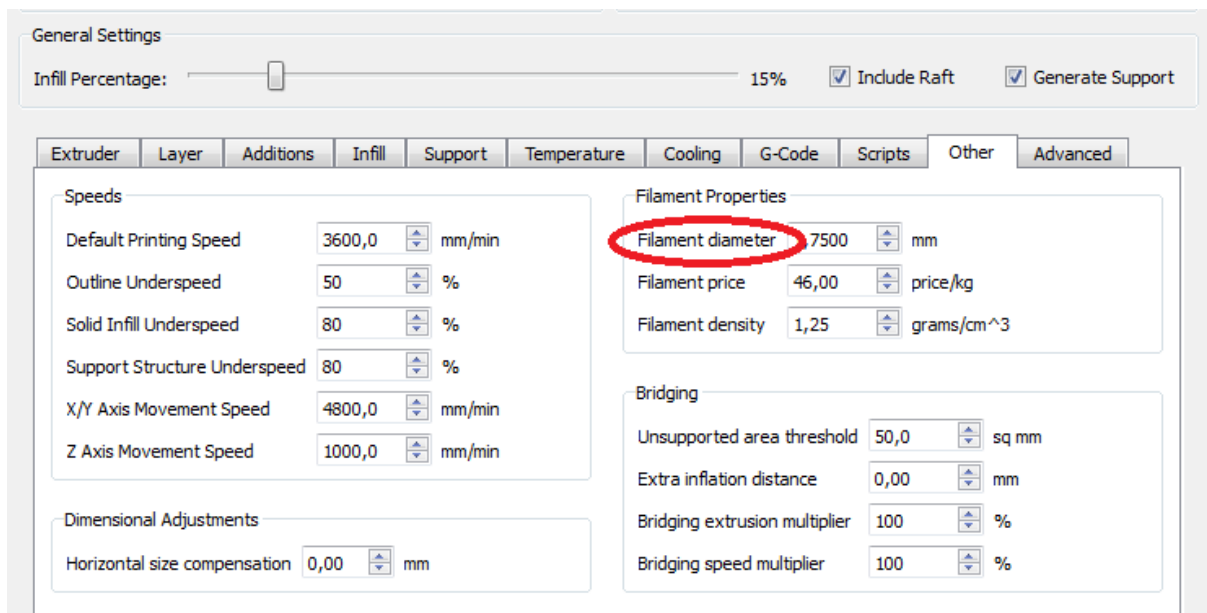 General Settings
Infill Percentage: 15% Include Raft Generate Support
Extruder Layer Additions Infill Support Temperature Cooling G-Code Scripts Other Advanced
Speeds
Default Printing Speed 3600,0 mm/min
Outline Underspeed 50 %
Solid Infill Underspeed 80 %
Support Structure Underspeed 80 %
X/Y Axis Movement Speed 4800,0 mm/min
Z Axis Movement Speed 1000,0 mm/min
Dimensional Adjustments
Horizontal size compensation 0,00 mm
Filament Properties
Filament diameter ,7500 mm
Filament price 46,00 price/kg
Filament density 1,25 grams/cm^3
Bridging
Unsupported area threshold 50,0 sq mm
Extra inflation distance 0,00 mm
Bridging extrusion multiplier 100 %
Bridging speed multiplier 100 %